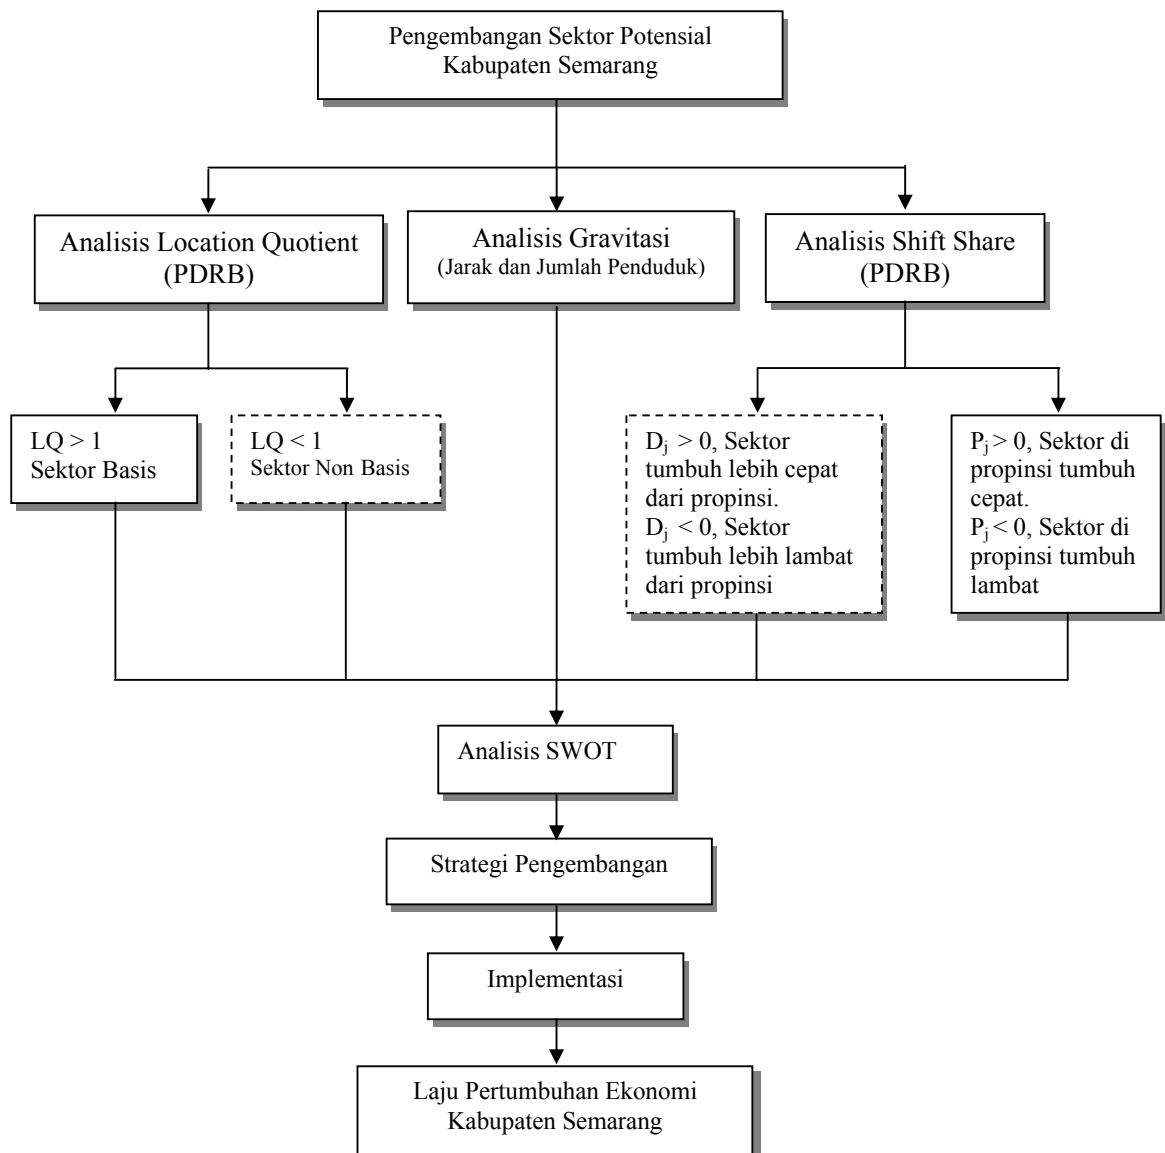 Pengembangan Sektor Potensial
Kabupaten Semarang
Analisis Location Quotient
(PDRB)
Analisis Gravitasi
(Jarak dan Jumlah Penduduk)
Analisis Shift Share
(PDRB)
LQ > 1
Sektor Basis
LQ < 1
Sektor Non Basis
Dj > 0, Sektor
tumbuh lebih cepat
dari propinsi.
Dj < 0, Sektor
tumbuh lebih lambat
dari propinsi
Pj > 0, Sektor di
propinsi tumbuh
cepat.
Pj < 0, Sektor di
propinsi tumbuh
lambat
Analisis SWOT
Strategi Pengembangan
Implementasi
Laju Pertumbuhan Ekonomi
Kabupaten Semarang